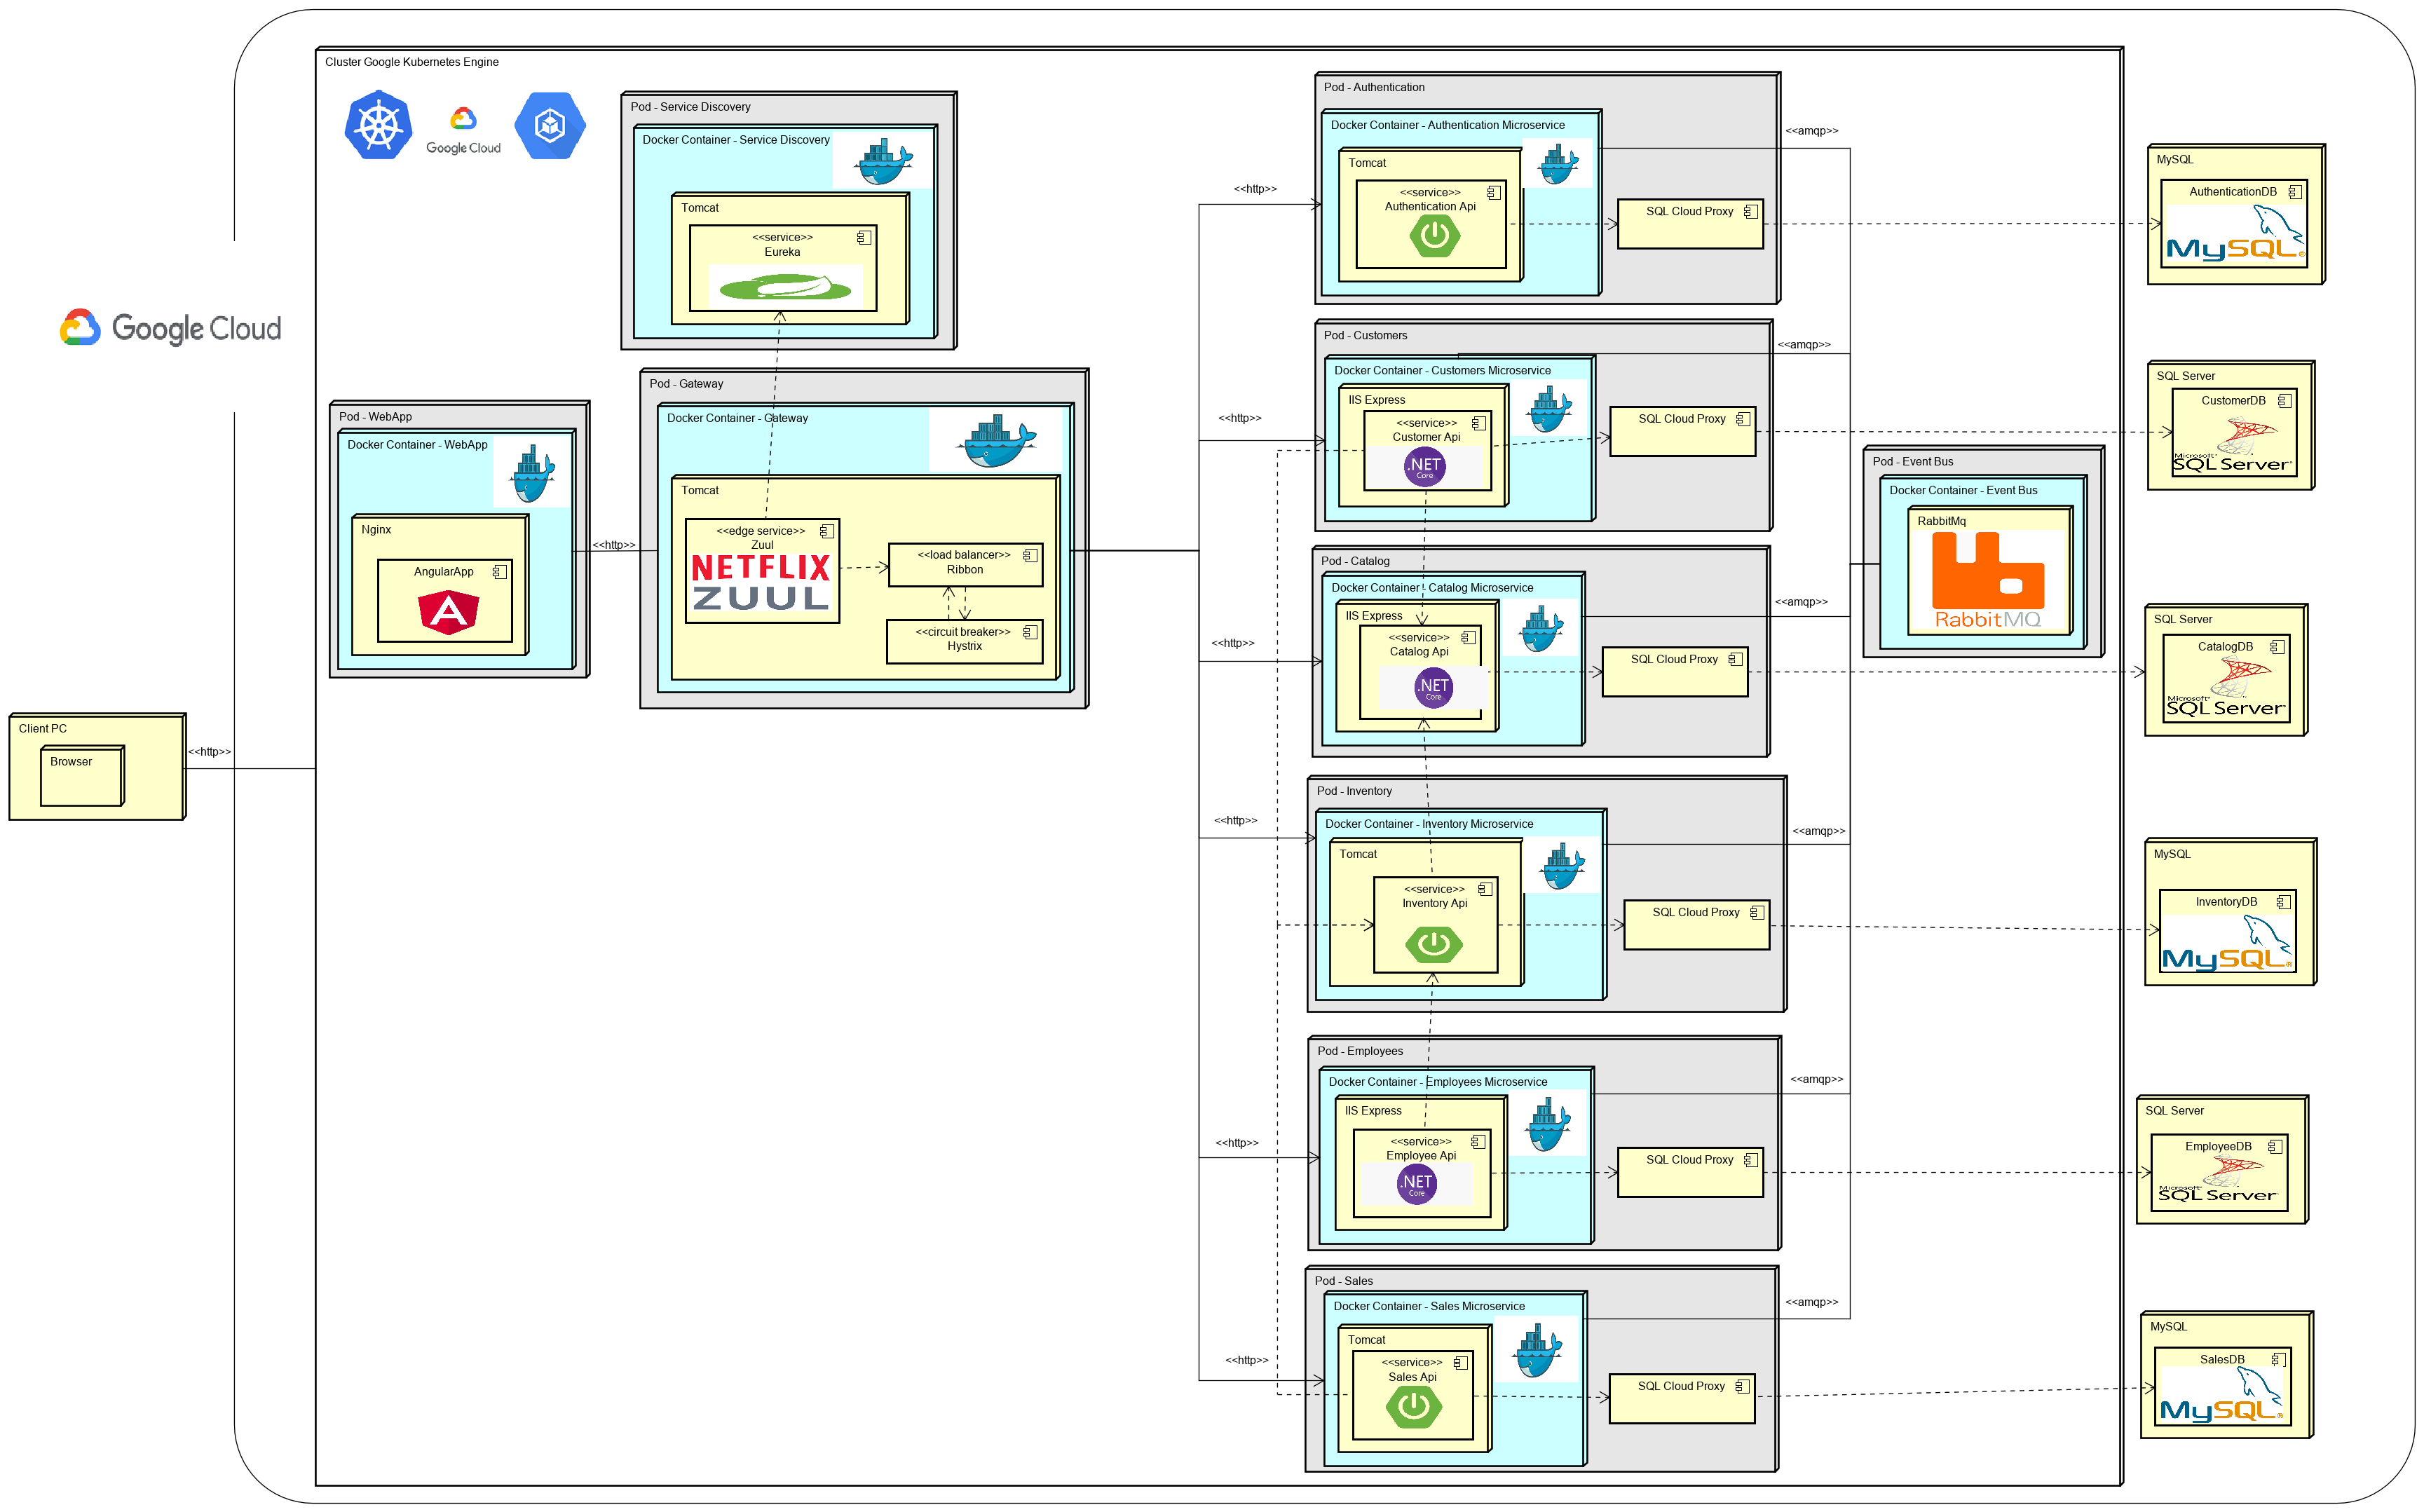 Cluster Google Kubernetes Engine
Google Cloud
Google Cloud
Client PC
Browser
<<http>>
Pod - WebApp
Docker Container - WebApp
Nginx
AngularApp
A
<<http>>
Pod - Service Discovery
Docker Container - Service Discovery
Tomcat
<<service>>
Eureka
Pod - Gateway
Docker Container - Gateway
Tomcat
<<edge service>>
Zuul
NETFLIX
ZUUL
<<load balancer>>
Ribbon
<<circuit breaker>>
Hystrix
<<http>>
Pod - Authentication
Docker Container - Authentication Microservice
Tomcat
<<service>>
Authentication Api
SQL Cloud Proxy
<<amqp>>
MySQL
AuthenticationDB
MySQL®
<<http>>
Pod - Customers
Docker Container - Customers Microservice
IIS Express
<<service>>
Customer Api
.NET
Core
SQL Cloud Proxy
<<amqp>>
SQL Server
CustomerDB
Microsoft®
SQL Server®
Pod - Event Bus
Docker Container - Event Bus
RabbitMq
RabbitMQ
<<http>>
Pod - Catalog
Docker Container - Catalog Microservice
IIS Express
<<service>>
Catalog Api
.NET
Core
SQL Cloud Proxy
<<amqp>>
SQL Server
CatalogDB
Microsoft®
SQL Server®
<<http>>
Pod - Inventory
Docker Container - Inventory Microservice
Tomcat
<<service>>
Inventory Api
SQL Cloud Proxy
<<amqp>>
MySQL
InventoryDB
MySQL®
<<http>>
Pod - Employees
Docker Container - Employees Microservice
IIS Express
<<service>>
Employee Api
.NET
Core
SQL Cloud Proxy
<<amqp>>
SQL Server
EmployeeDB
Microsoft®
SQL Server®
<<http>>
Pod - Sales
Docker Container - Sales Microservice
Tomcat
<<service>>
Sales Api
SQL Cloud Proxy
<<amqp>>
MySQL
SalesDB
MySQL®